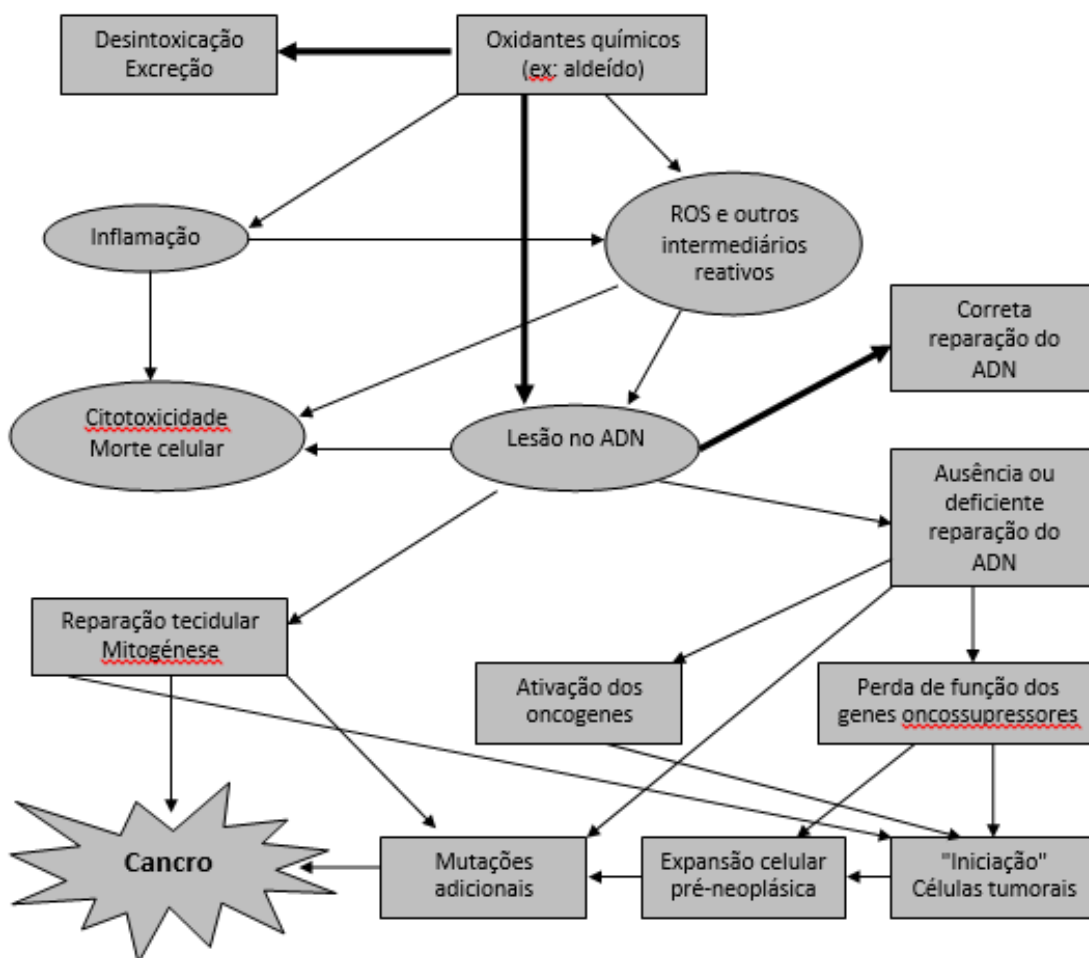 Desintoxicação
Excreção
Oxidantes químicos
(ex: aldeído)
Inflamação
ROS e outros
intermediários
reativos
Correta
reparação do
ADN
Citotoxicidade
Morte celular
Lesão no ADN
Ausência ou
deficiente
reparação do
ADN
Reparação tecidular
Mitogénese
Ativação dos
oncogenes
Perda de função dos
genes oncossupressores
Cancro
Mutações
adicionais
Expansão celular
pré-neoplásica
"Iniciação"
Células tumorais